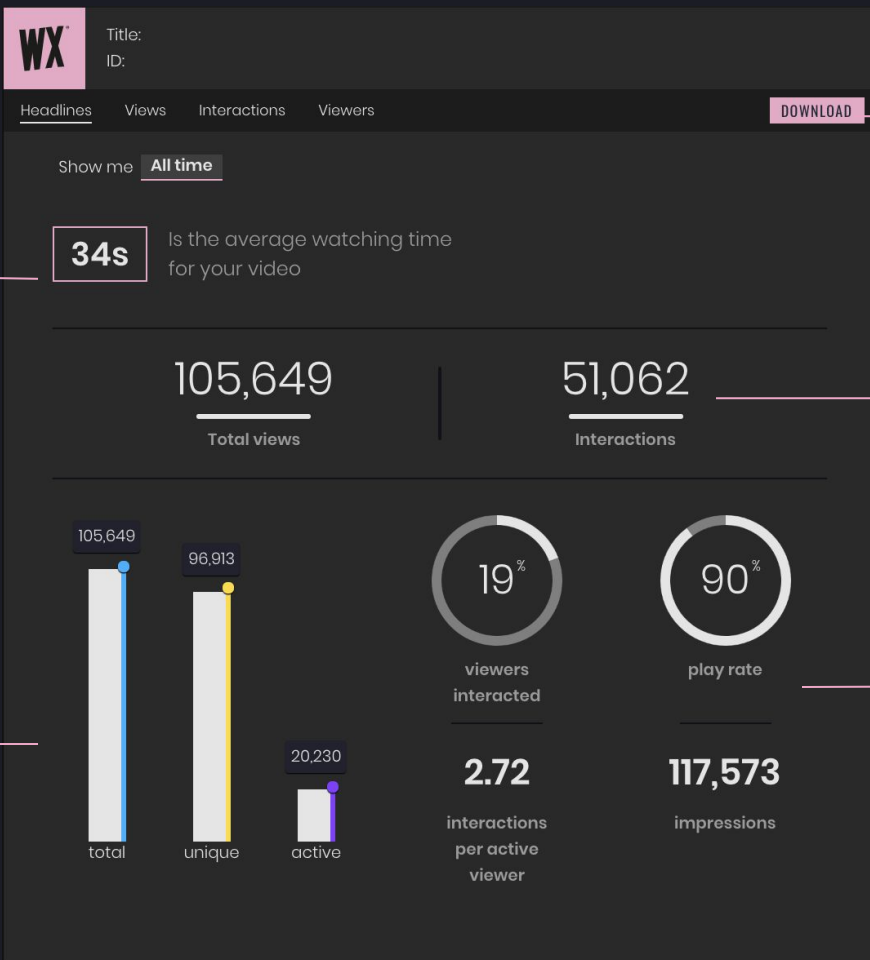 WX
Title:
ID:
Headlines Views Interactions Viewers DOWNLOAD
Show me All time
34s
Is the average watching time
for your video
105,649 51,062
Total views Interactions
105,649
96,913
20,230
total unique active
19% 90%
viewers
interacted
play rate
2.72
interactions
per active
viewer
117,573
impressions